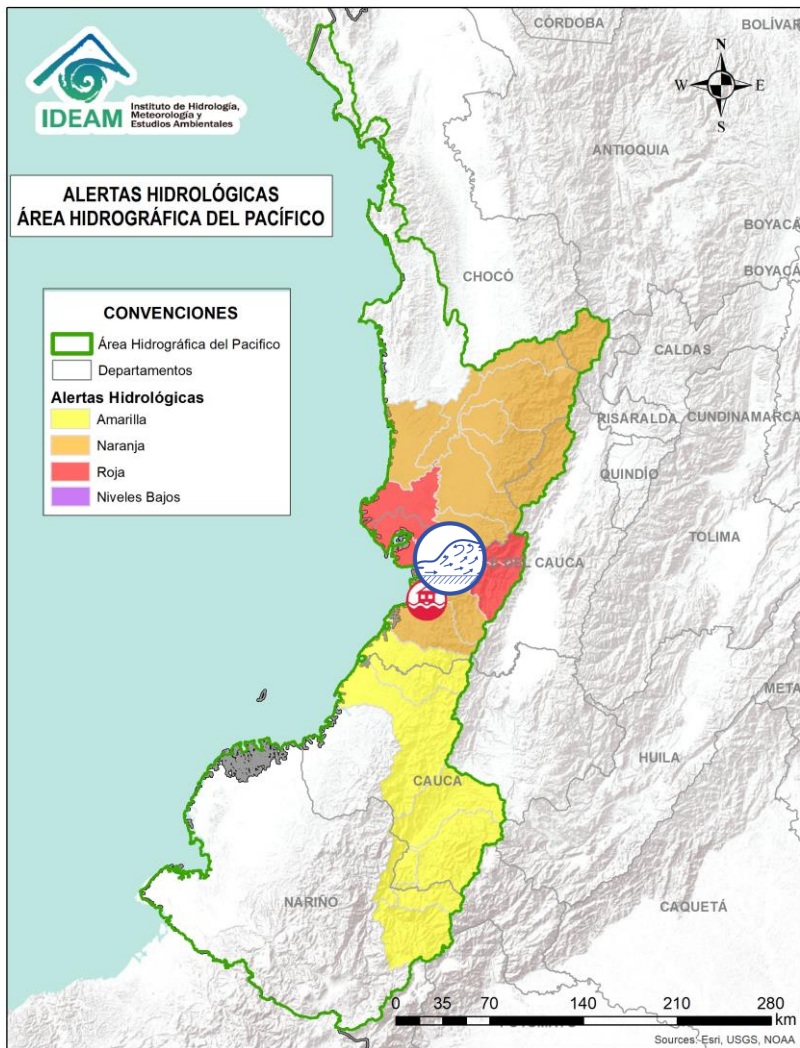 CÓRDOBA
BOLÍVAR
N
W
E
S
IDEAM
Instituto de Hidrología,
Meteorología y
Estudios Ambientales
ANTIOQUIA
ALERTAS HIDROLÓGICAS
ÁREA HIDROGRÁFICA DEL PACÍFICO
BOYACÁ
BOYACÁ
CHOCÓ
CONVENCIONES
Área Hidrográfica del Pacifico
Departamentos
Alertas Hidrológicas
Amarilla
Naranja
Roja
Niveles Bajos
CALDAS
RISARALDA
CUNDINAMARCA
QUINDÍO
TOLIMA
DEL CAUCA
META
HUILA
CAUCA
NARIÑO
CAQUETÁ
0 35 70 140 210 280
km
Sources: Esri, USGS, NOAA